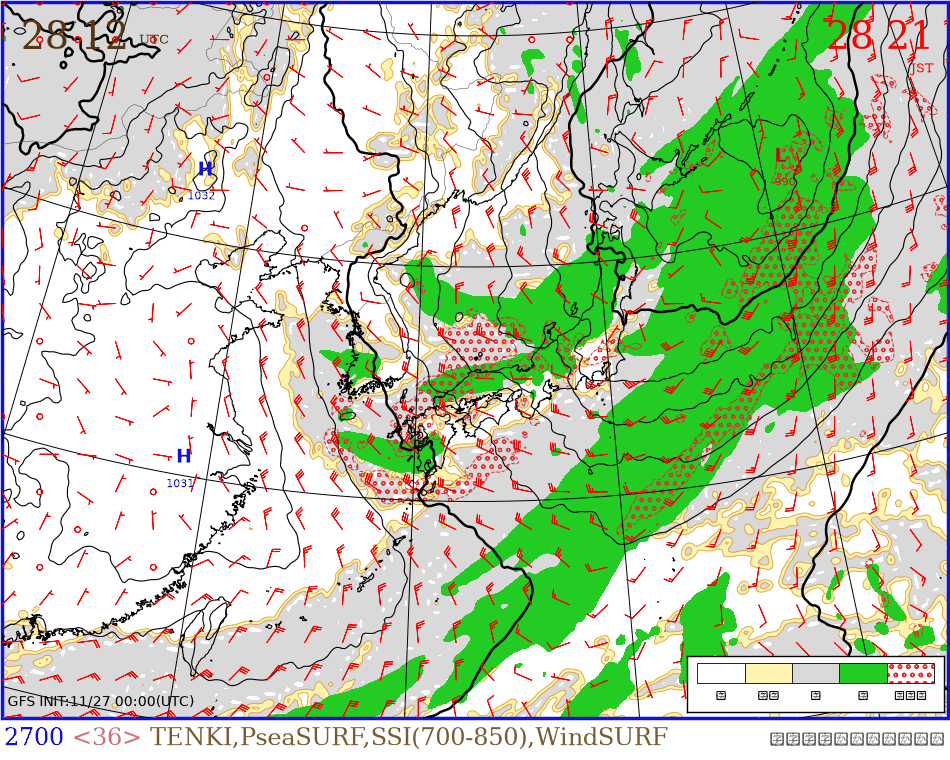 28 12 UTC
28 21
JST
H
1032
L
990
H
1031
GFS INIT:11/27 00:00(UTC)
2700 <36> TENKI,PseaSURF,SSI(700-850),WindSURF